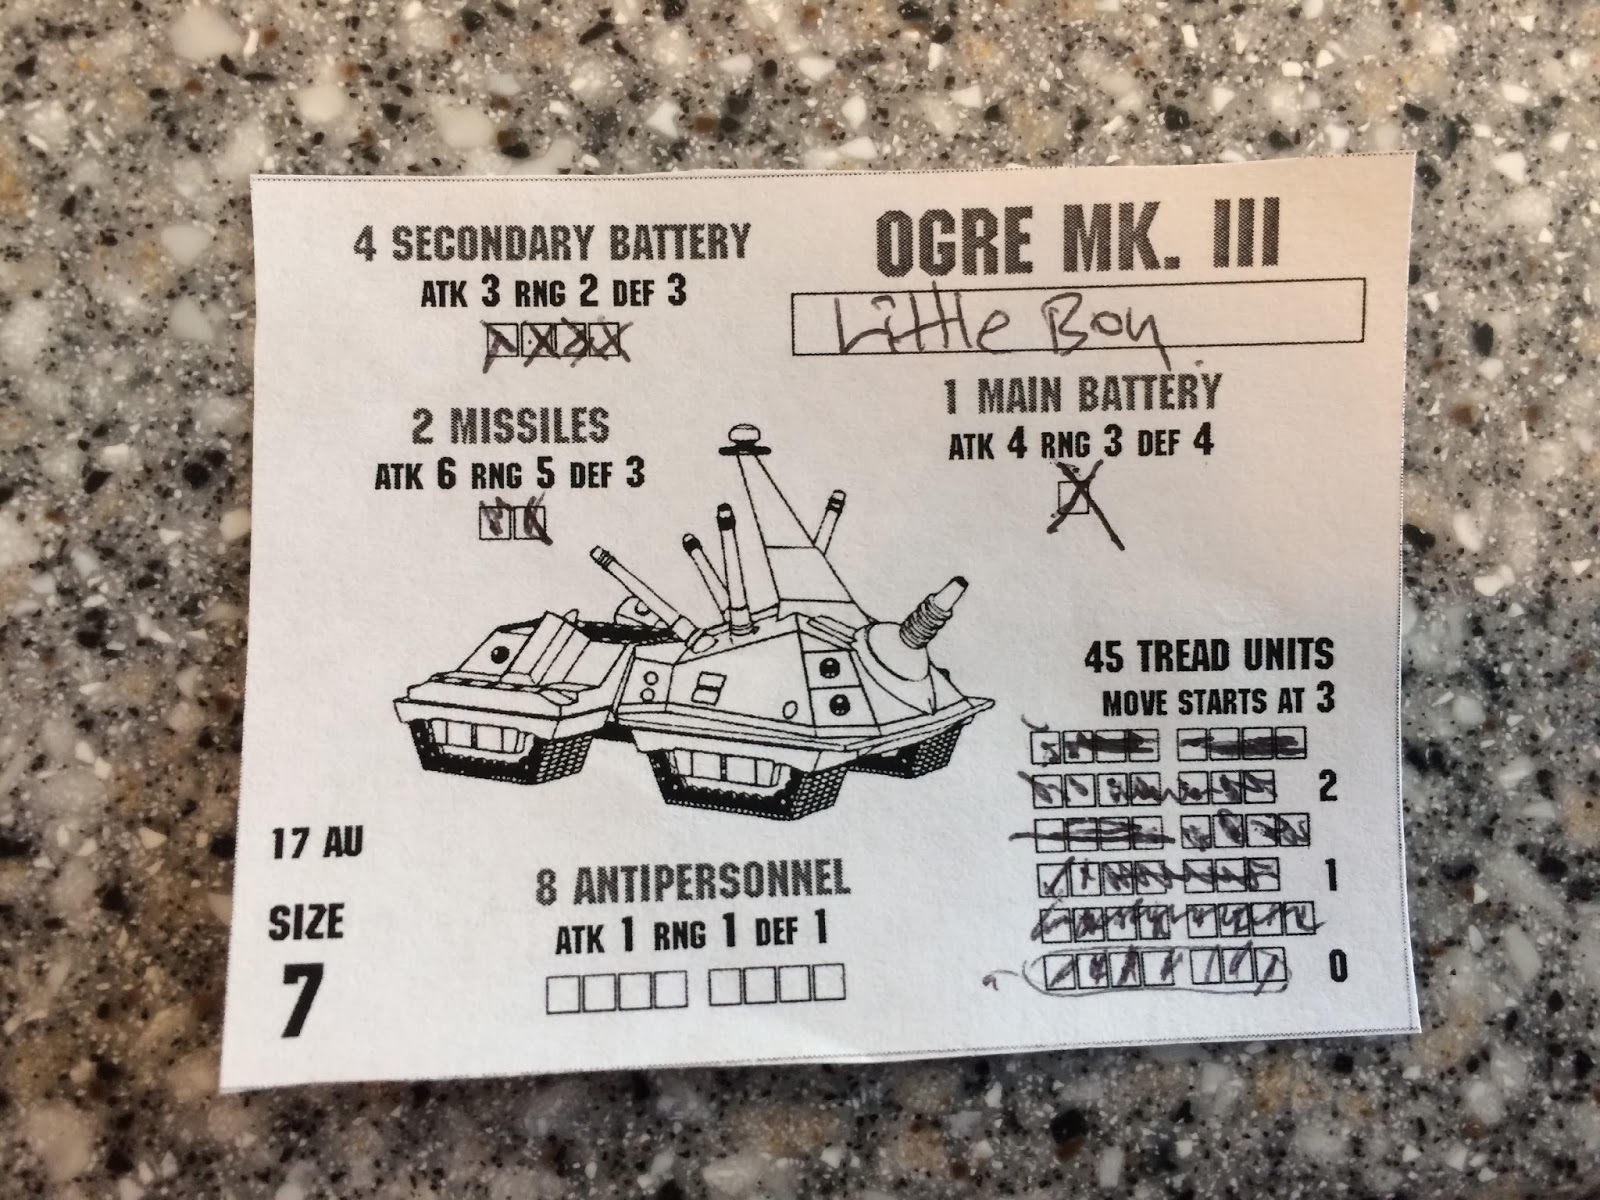 4 SECONDARY BATTERY
ATK 3 RNG 2 DEF 3
OGRE MK. III
Little Boy
2 MISSILES
ATK 6 RNG 5 DEF 3
1 MAIN BATTERY
ATK 4 RNG 3 DEF 4
45 TREAD UNITS
MOVE STARTS AT 3
2
1
0
17 AU
SIZE
7
8 ANTIPERSONNEL
ATK 1 RNG 1 DEF 1